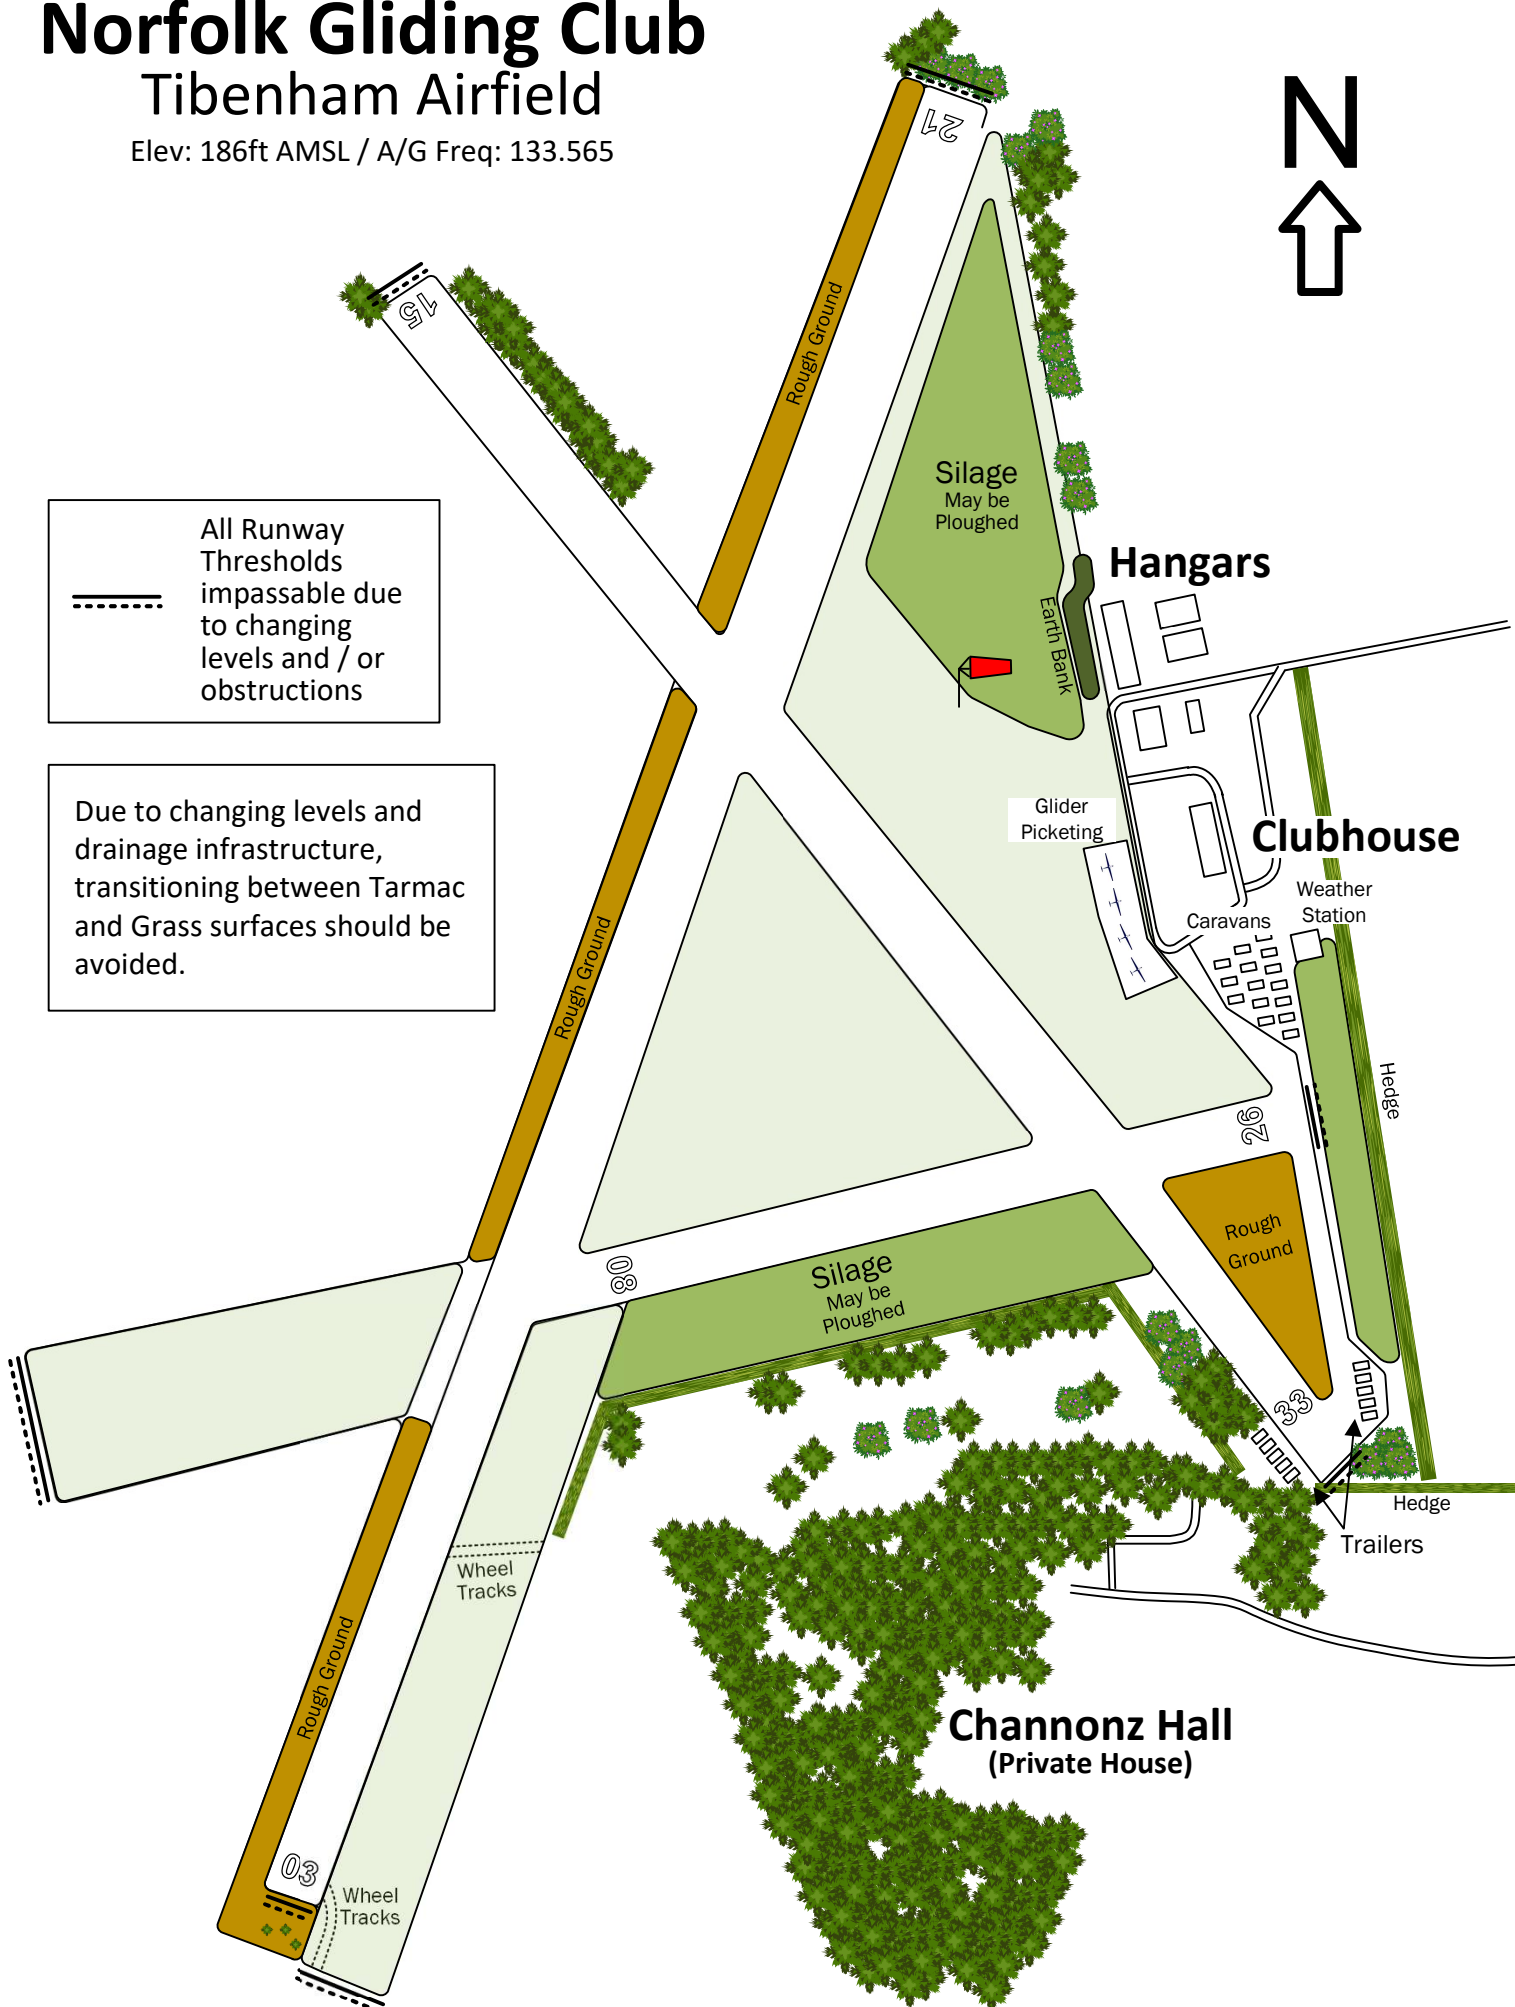 Norfolk Gliding Club
Tibenham Airfield
Elev: 186ft AMSL / A/G Freq: 133.565
N
21
15
Rough Ground
Silage
May be
Ploughed
All Runway
Thresholds
impassable due
to changing
levels and / or
obstructions
Hangars
Earth Bank
Due to changing levels and
drainage infrastructure,
transitioning between Tarmac
and Grass surfaces should be
avoided.
Glider
Picketing
Clubhouse
Weather
Station
Caravans
Rough Ground
Hedge
26
Rough
Ground
08
Silage
May be
Ploughed
33
Hedge
Trailers
Wheel
Tracks
Rough Ground
Channonz Hall
(Private House)
03
Wheel
Tracks